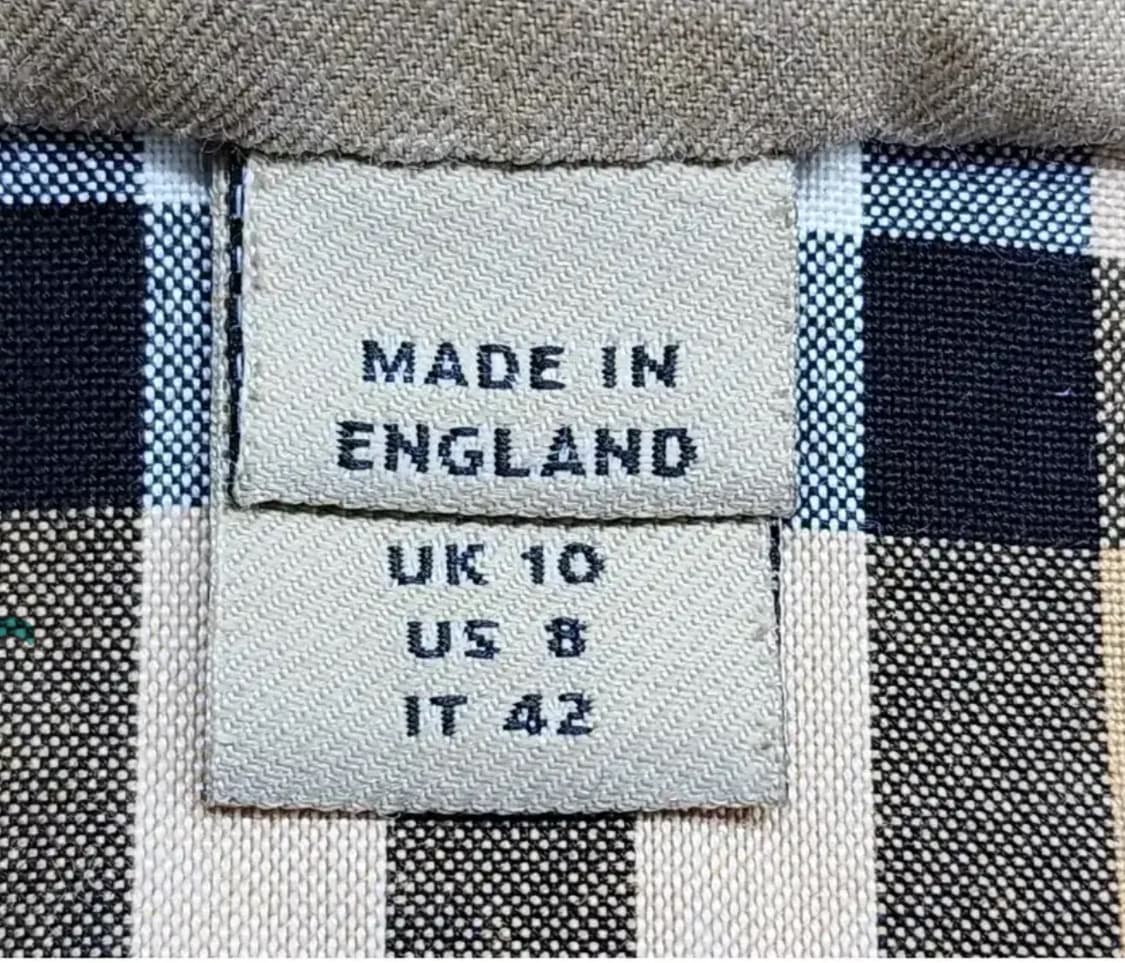 MADE IN
ENGLAND
UK 10
US 8
IT 42